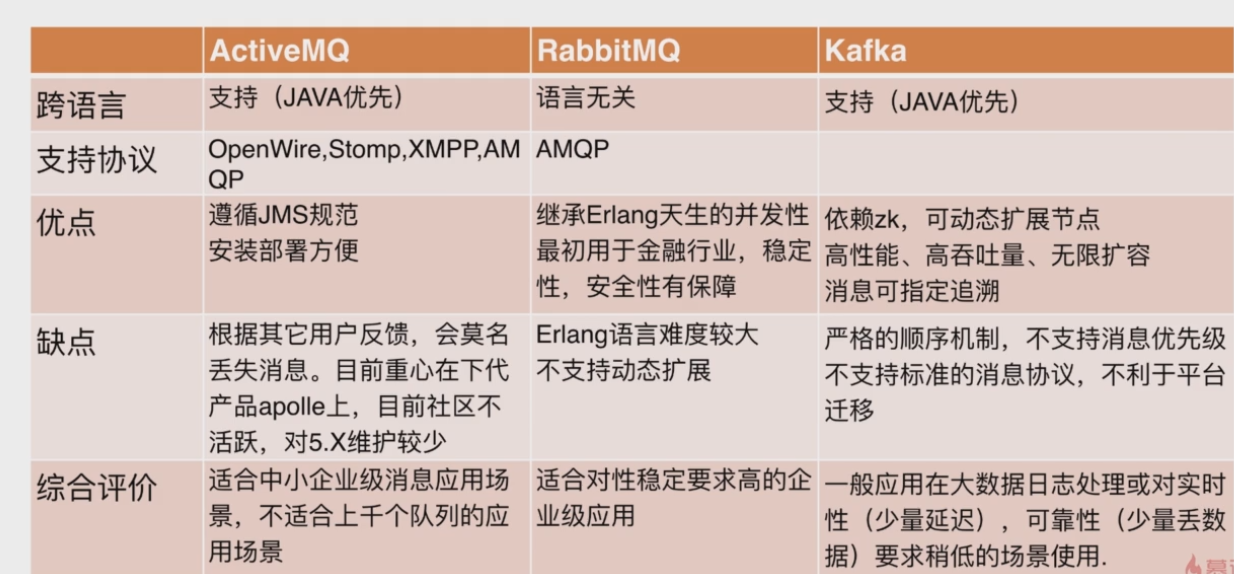 ActiveMQ
RabbitMQ
Kafka
跨语言
支持（JAVA优先）
语言无关
支持（JAVA优先）
支持协议
OpenWire,Stomp,XMPP,AM
QP
AMQP
优点
遵循JMS规范
安装部署方便
继承Erlang天生的并发性
最初用于金融行业，稳定
性，安全性有保障
依赖zk，可动态扩展节点
高性能、高吞吐量、无限扩容
消息可指定追溯
缺点
根据其它用户反馈，会莫名
丢失消息。目前重心在下代
产品apolle上，目前社区不
活跃，对5.X维护较少
Erlang语言难度较大
不支持动态扩展
严格的顺序机制，不支持消息优先级
不支持标准的消息协议，不利于平台
迁移
综合评价
适合中小企业级消息应用场
景，不适合上千个队列的应
用场景
适合对性稳定要求高的企
业级应用
一般应用在大数据日志处理或对实时
性（少量延迟），可靠性（少量丢数
据）要求稍低的场景使用.